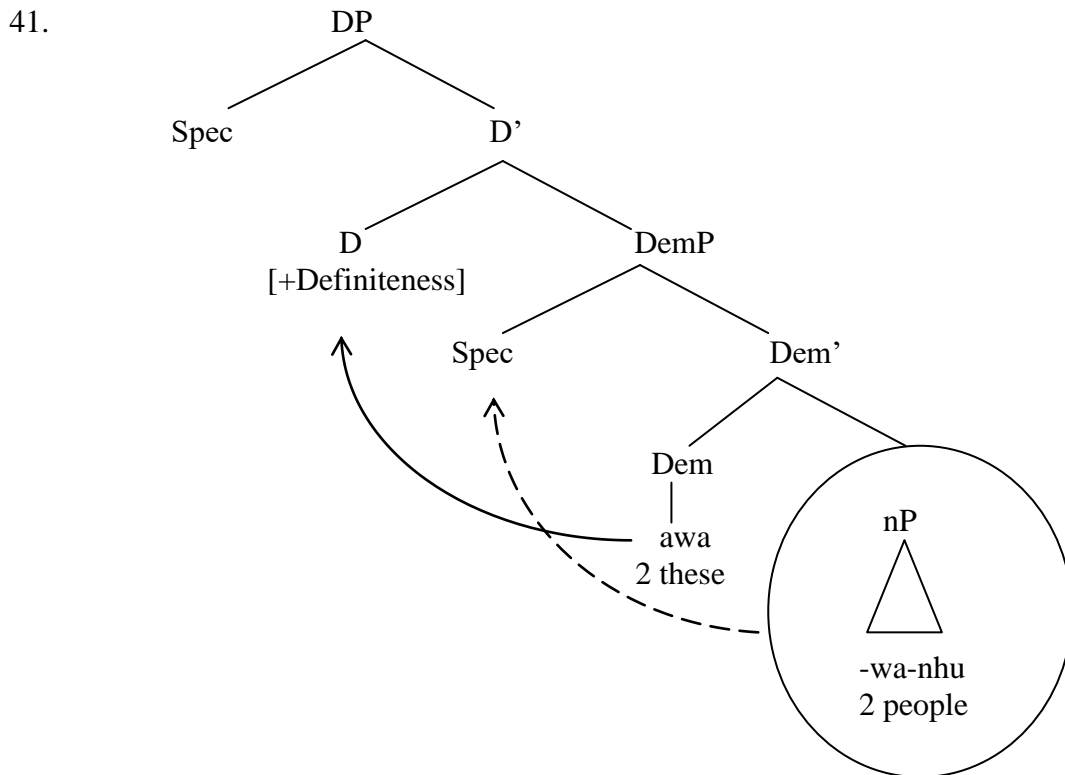 41.
DP
Spec D’
D DemP
[+Definiteness]
Spec Dem’
Dem
nP
awa
2 these
-wa-nhu
2 people